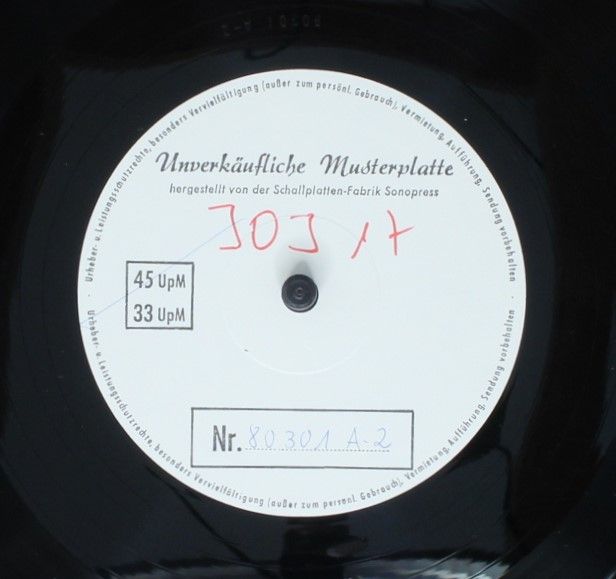 Urheber- u. Leistungsschutzrechte, besonders Vervielfältigung (außer zum persönl. Gebrauch), Vermietung, Aufführung, Sendung vorbehalten
Unverkäufliche Musterplatte
hergestellt von der Schallplatten-Fabrik Sonopress
JOJ 17
45 UpM
33 UpM
Nr. 80301 A-2
Urheber- u. Leistungsschutzrechte, besonders Vervielfältigung (außer zum persönl. Gebrauch), Vermietung, Aufführung, Sendung vorbehalten